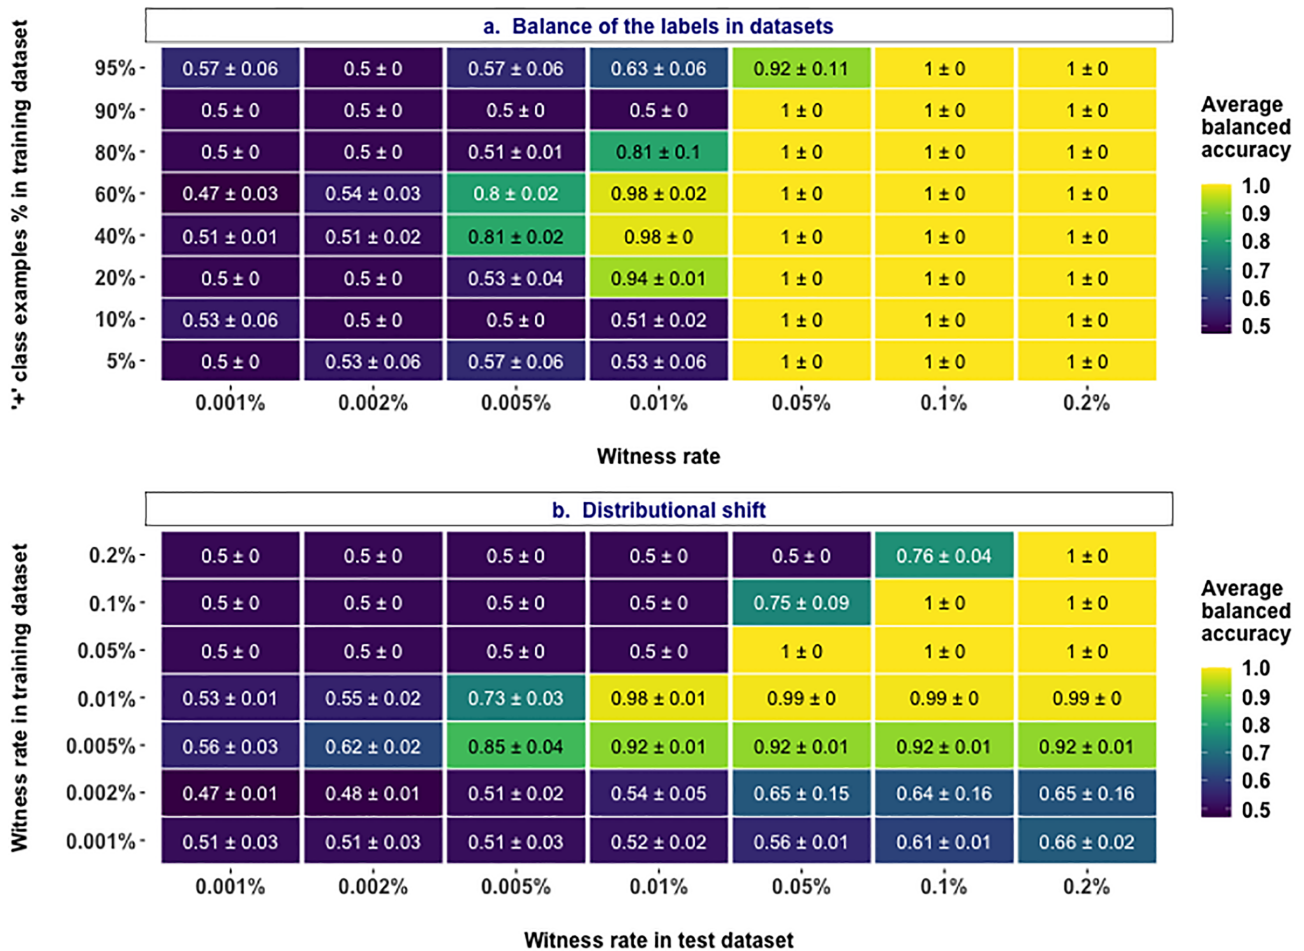 a. Balance of the labels in datasets
'+' class examples % in training dataset
95% 0.57 ± 0.06 0.5 ± 0 0.57 ± 0.06 0.63 ± 0.06 0.92 ± 0.11 1 ± 0 1 ± 0
90% 0.5 ± 0 0.5 ± 0 0.5 ± 0 0.5 ± 0 1 ± 0 1 ± 0 1 ± 0
80% 0.5 ± 0 0.5 ± 0 0.51 ± 0.01 0.81 ± 0.1 1 ± 0 1 ± 0 1 ± 0
60% 0.47 ± 0.03 0.54 ± 0.03 0.8 ± 0.02 0.98 ± 0.02 1 ± 0 1 ± 0 1 ± 0
40% 0.51 ± 0.01 0.51 ± 0.02 0.81 ± 0.02 0.98 ± 0 1 ± 0 1 ± 0 1 ± 0
20% 0.5 ± 0 0.5 ± 0 0.53 ± 0.04 0.94 ± 0.01 1 ± 0 1 ± 0 1 ± 0
10% 0.53 ± 0.06 0.5 ± 0 0.5 ± 0 0.51 ± 0.02 1 ± 0 1 ± 0 1 ± 0
5% 0.5 ± 0 0.53 ± 0.06 0.57 ± 0.06 0.53 ± 0.06 1 ± 0 1 ± 0 1 ± 0
0.001% 0.002% 0.005% 0.01% 0.05% 0.1% 0.2%
Witness rate
Average
balanced
accuracy
1.0
0.9
0.8
0.7
0.6
0.5
b. Distributional shift
Witness rate in training dataset
0.2% 0.5 ± 0 0.5 ± 0 0.5 ± 0 0.5 ± 0 0.5 ± 0 0.76 ± 0.04 1 ± 0
0.1% 0.5 ± 0 0.5 ± 0 0.5 ± 0 0.5 ± 0 0.75 ± 0.09 1 ± 0 1 ± 0
0.05% 0.5 ± 0 0.5 ± 0 0.5 ± 0 0.5 ± 0 1 ± 0 1 ± 0 1 ± 0
0.01% 0.53 ± 0.01 0.55 ± 0.02 0.73 ± 0.03 0.98 ± 0.01 0.99 ± 0 0.99 ± 0 0.99 ± 0
0.005% 0.56 ± 0.03 0.62 ± 0.02 0.85 ± 0.04 0.92 ± 0.01 0.92 ± 0.01 0.92 ± 0.01 0.92 ± 0.01
0.002% 0.47 ± 0.01 0.48 ± 0.01 0.51 ± 0.02 0.54 ± 0.05 0.65 ± 0.15 0.64 ± 0.16 0.65 ± 0.16
0.001% 0.51 ± 0.03 0.51 ± 0.03 0.51 ± 0.03 0.52 ± 0.02 0.56 ± 0.01 0.61 ± 0.01 0.66 ± 0.02
0.001% 0.002% 0.005% 0.01% 0.05% 0.1% 0.2%
Witness rate in test dataset
Average
balanced
accuracy
1.0
0.9
0.8
0.7
0.6
0.5